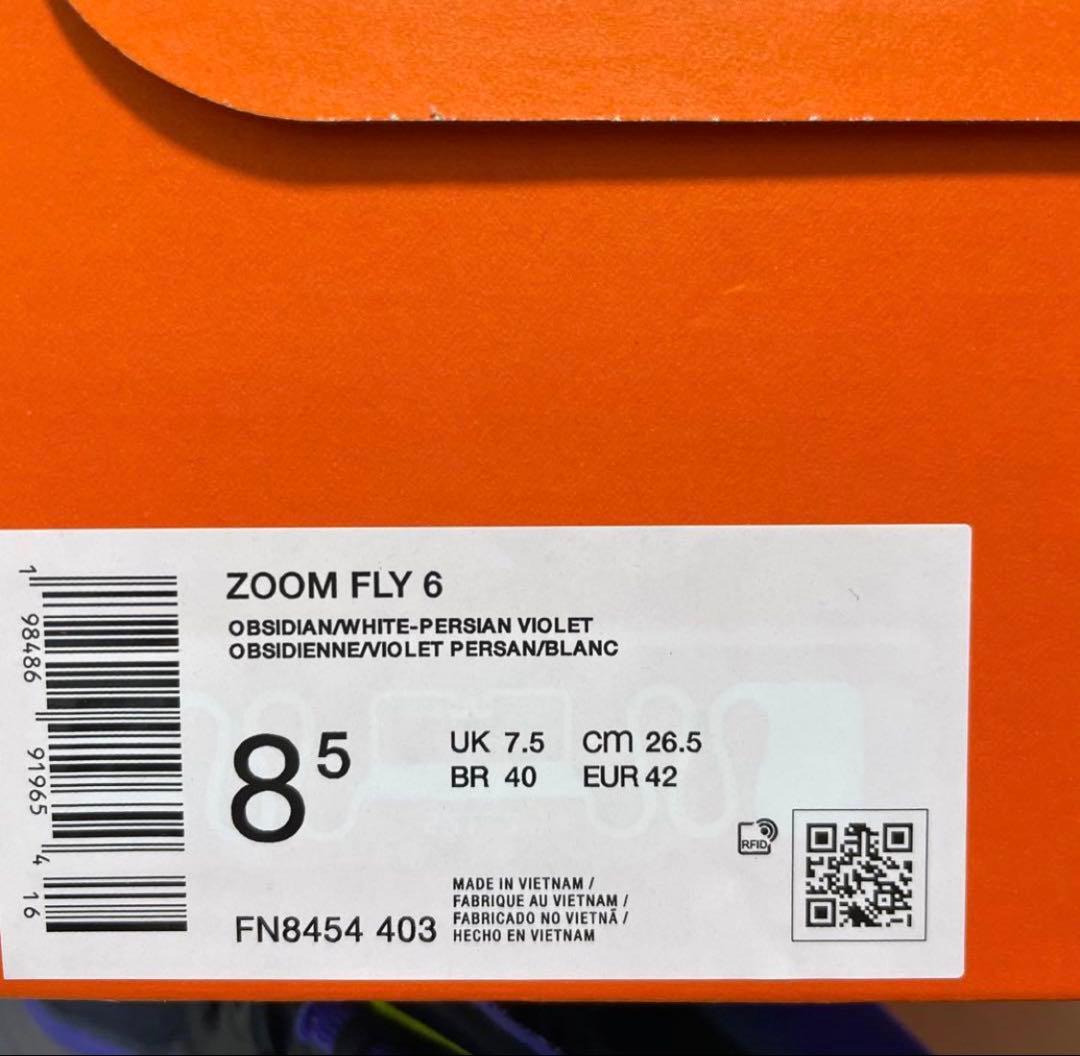 ZOOM FLY 6
OBSIDIAN/WHITE-PERSIAN VIOLET
OBSIDIENNE/VIOLET PERSAN/BLANC
8 5
UK 7.5 cm 26.5
BR 40 EUR 42
RFID
FN8454 403
MADE IN VIETNAM /
FABRIQUE AU VIETNAM /
FABRICADO NO VIETNÃ /
HECHO EN VIETNAM
1 98486 91965 4 16